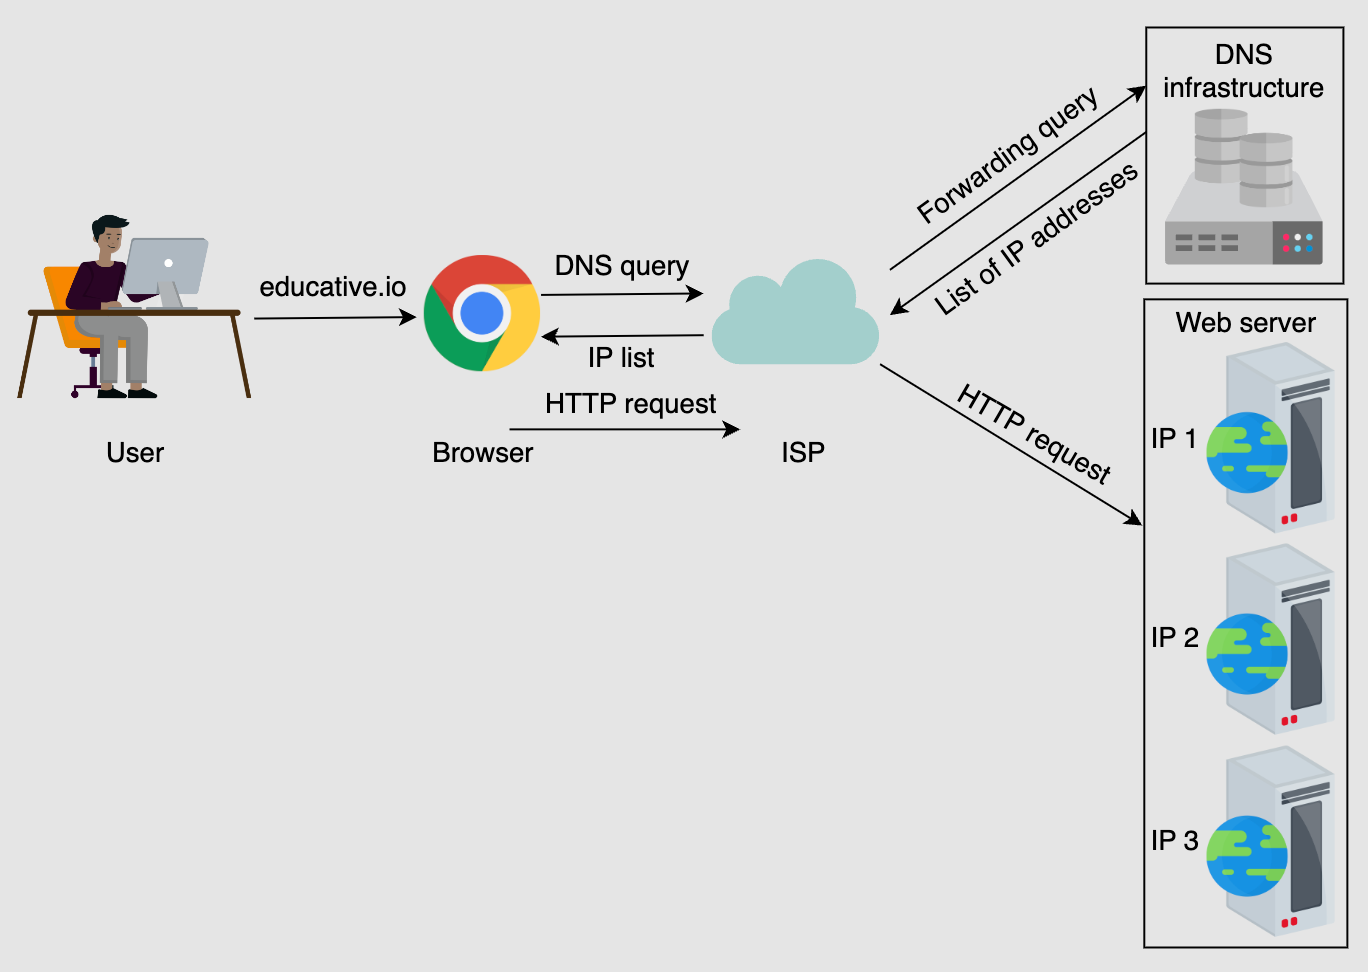 DNS
infrastructure
Forwarding query
List of IP addresses
educative.io
DNS query
IP list
HTTP request
User
Browser
ISP
HTTP request
Web server
IP 1
IP 2
IP 3